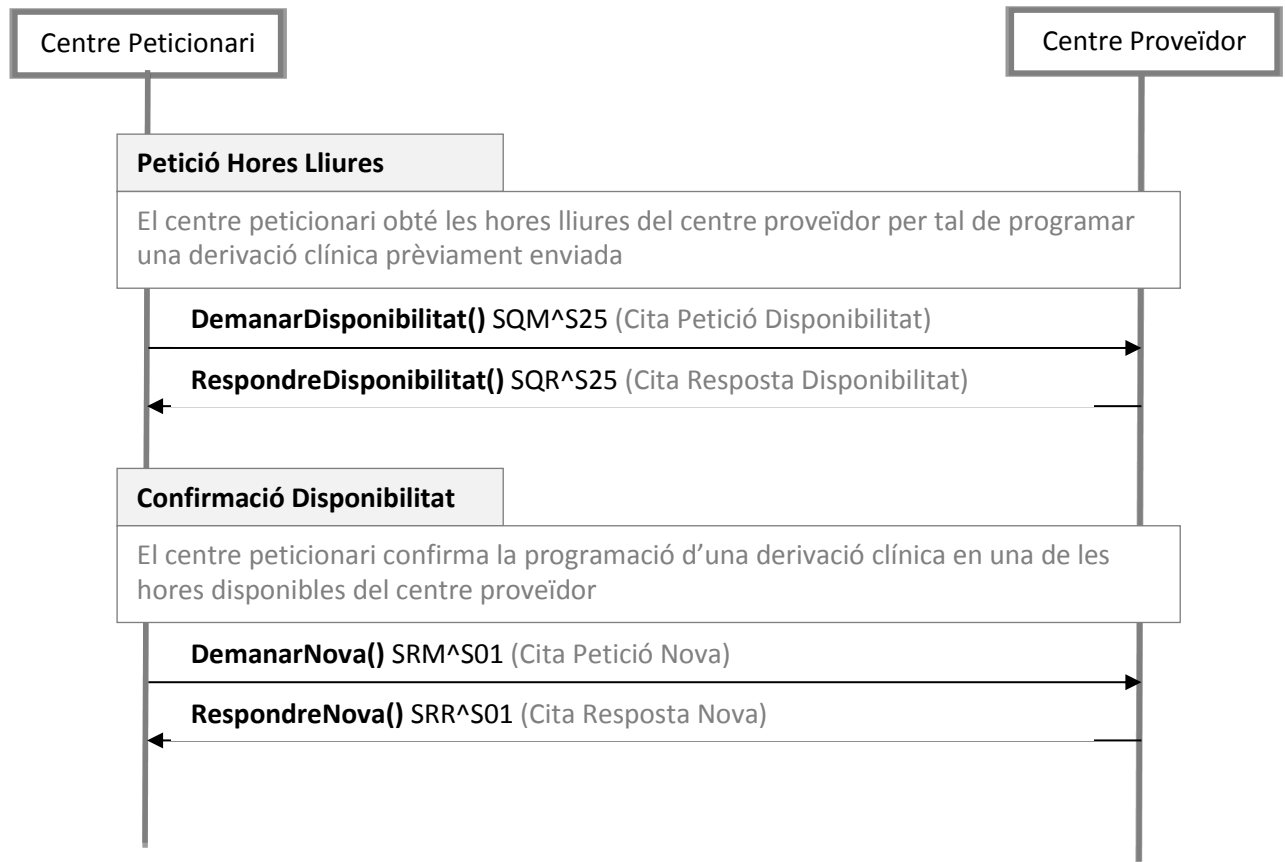 Centre Peticionari
Centre Proveïdor
Petició Hores Lliures
El centre peticionari obté les hores lliures del centre proveïdor per tal de programar
una derivació clínica prèviament enviada
DemanarDisponibilitat() SQM^S25 (Cita Petició Disponibilitat)
RespondreDisponibilitat() SQR^S25 (Cita Resposta Disponibilitat)
Confirmació Disponibilitat
El centre peticionari confirma la programació d’una derivació clínica en una de les
hores disponibles del centre proveïdor
DemanarNova() SRM^S01 (Cita Petició Nova)
RespondreNova() SRR^S01 (Cita Resposta Nova)